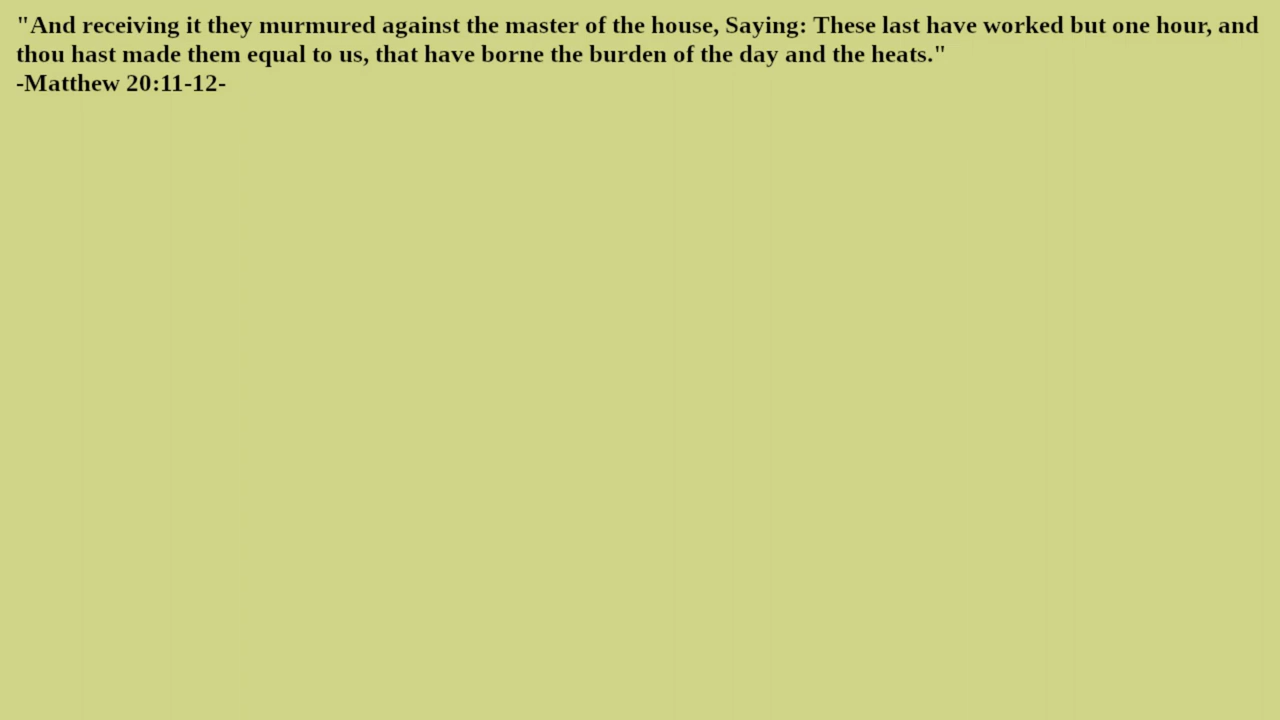 "And receiving it they murmured against the master of the house, Saying: These last have worked but one hour, and
thou hast made them equal to us, that have borne the burden of the day and the heats."
-Matthew 20:11-12-